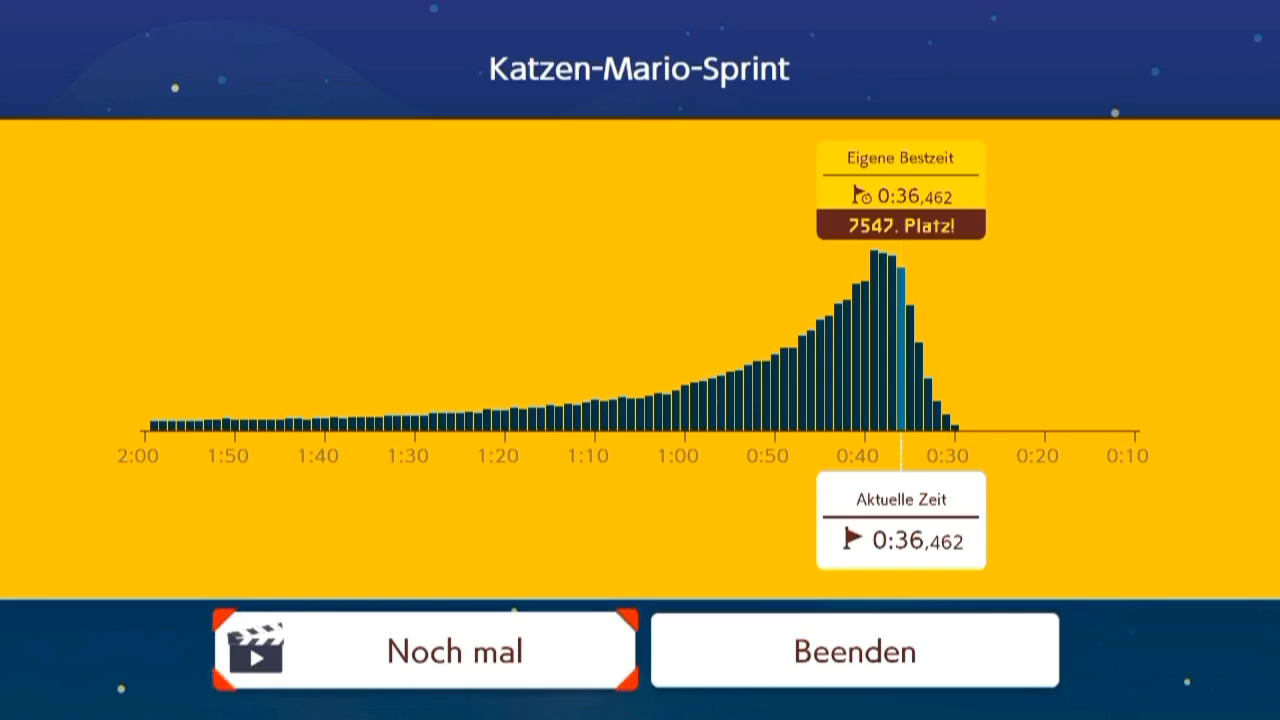 Katzen-Mario-Sprint
Eigene Bestzeit
0:36,462
7547. Platz!
2:00 1:50 1:40 1:30 1:20 1:10 1:00 0:50 0:40 0:30 0:20 0:10
Aktuelle Zeit
0:36,462
Noch mal
Beenden